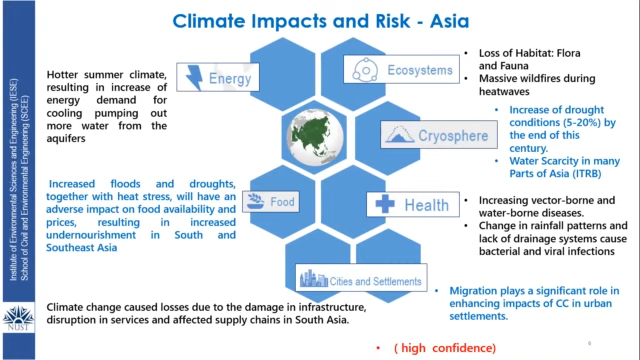 Climate Impacts and Risk - Asia
Institute of Environmental Sciences and Engineering (IESE)
School of Civil and Environmental Engineering (SCEE)
NUST
Hotter summer climate,
resulting in increase of
energy demand for
cooling pumping out
more water from the
aquifers
Energy
Ecosystems
• Loss of Habitat: Flora
and Fauna
• Massive wildfires during
heatwaves
Cryosphere
• Increase of drought
conditions (5-20%) by
the end of this
century.
• Water Scarcity in many
Parts of Asia (ITRB)
Increased floods and droughts,
together with heat stress, will have
an adverse impact on food availability and
prices, resulting in increased
undernourishment in South and
Southeast Asia
Food
Health
• Increasing vector-borne and
water-borne diseases.
• Change in rainfall patterns and
lack of drainage systems cause
bacterial and viral infections
Cities and Settlements
• Migration plays a significant role in
enhancing impacts of CC in urban
settlements.
Climate change caused losses due to the damage in infrastructure,
disruption in services and affected supply chains in South Asia.
• ( high confidence)
6